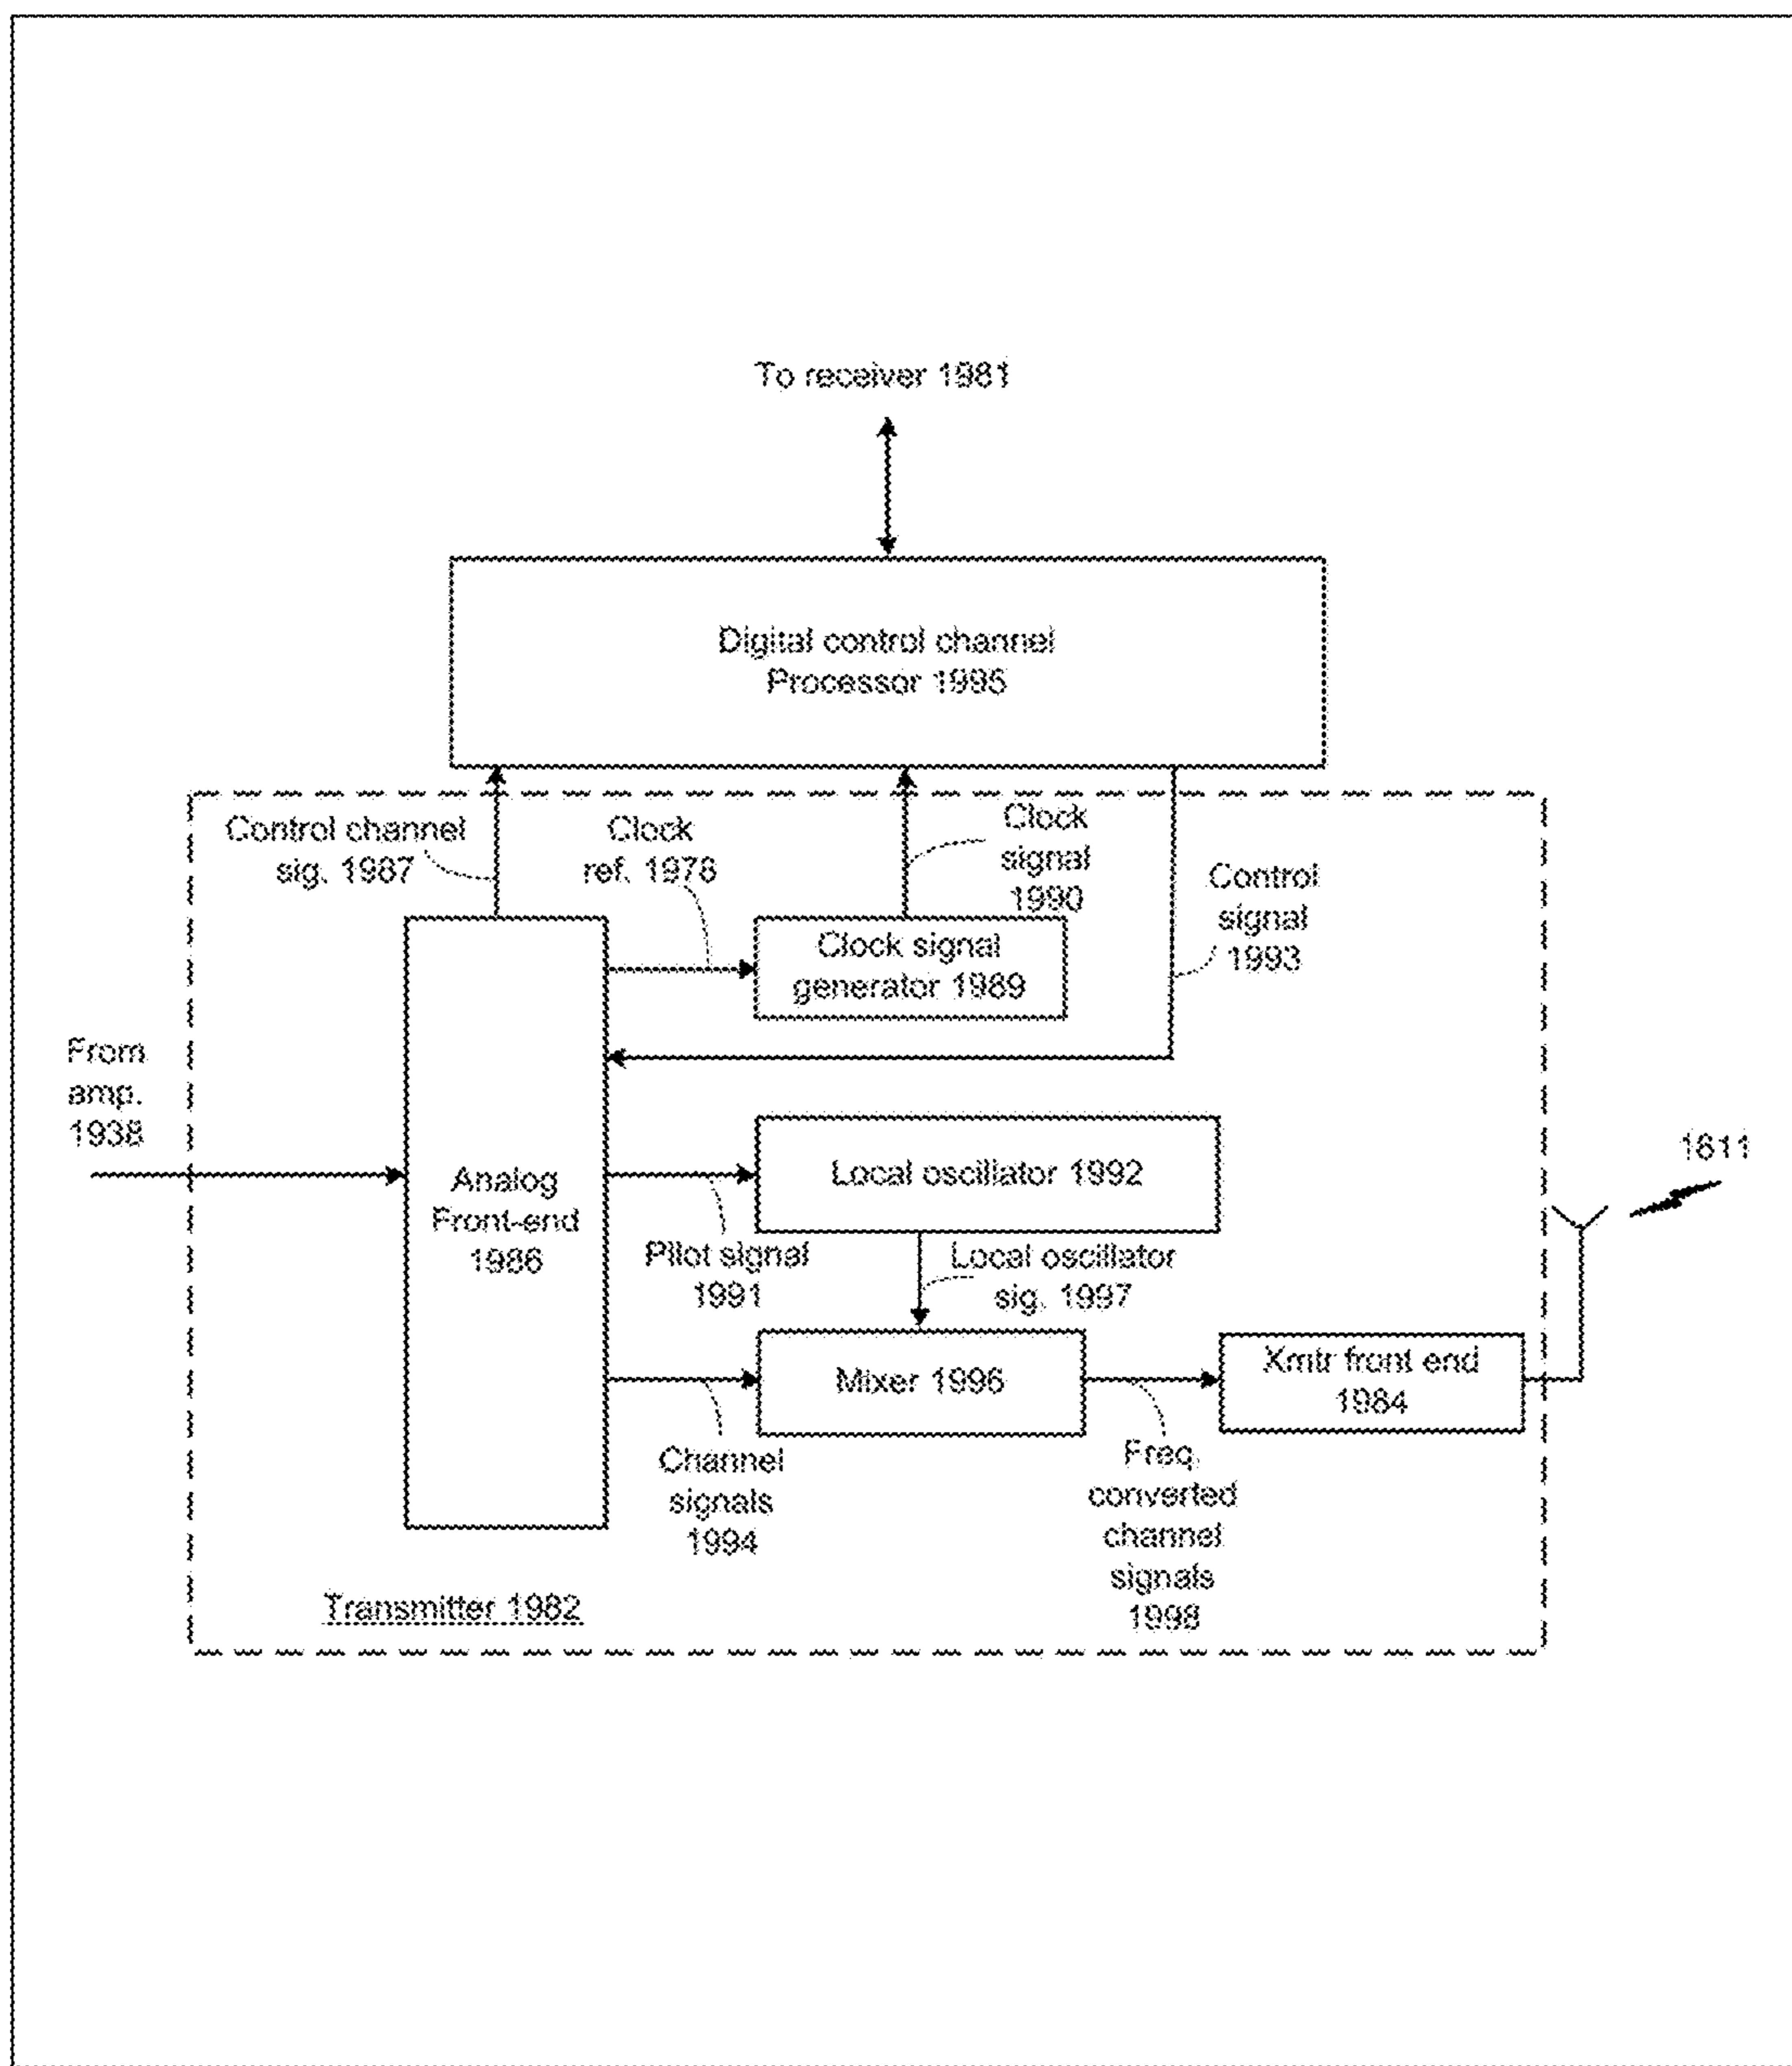 To receiver 1981
Digital control channel
Processor 1995
Control channel
sig. 1987
Clock
ref. 1978
Clock
signal
1990
Control
signal
1993
Clock signal
generator 1989
From
amp.
1938
Analog
Front-end
1986
Local oscillator 1992
1811
Pilot signal
1991
Local oscillator
sig. 1997
Mixer 1996
Xmtr front end
1984
Channel
signals
1994
Freq.
converted
channel
signals
1998
Transmitter 1982